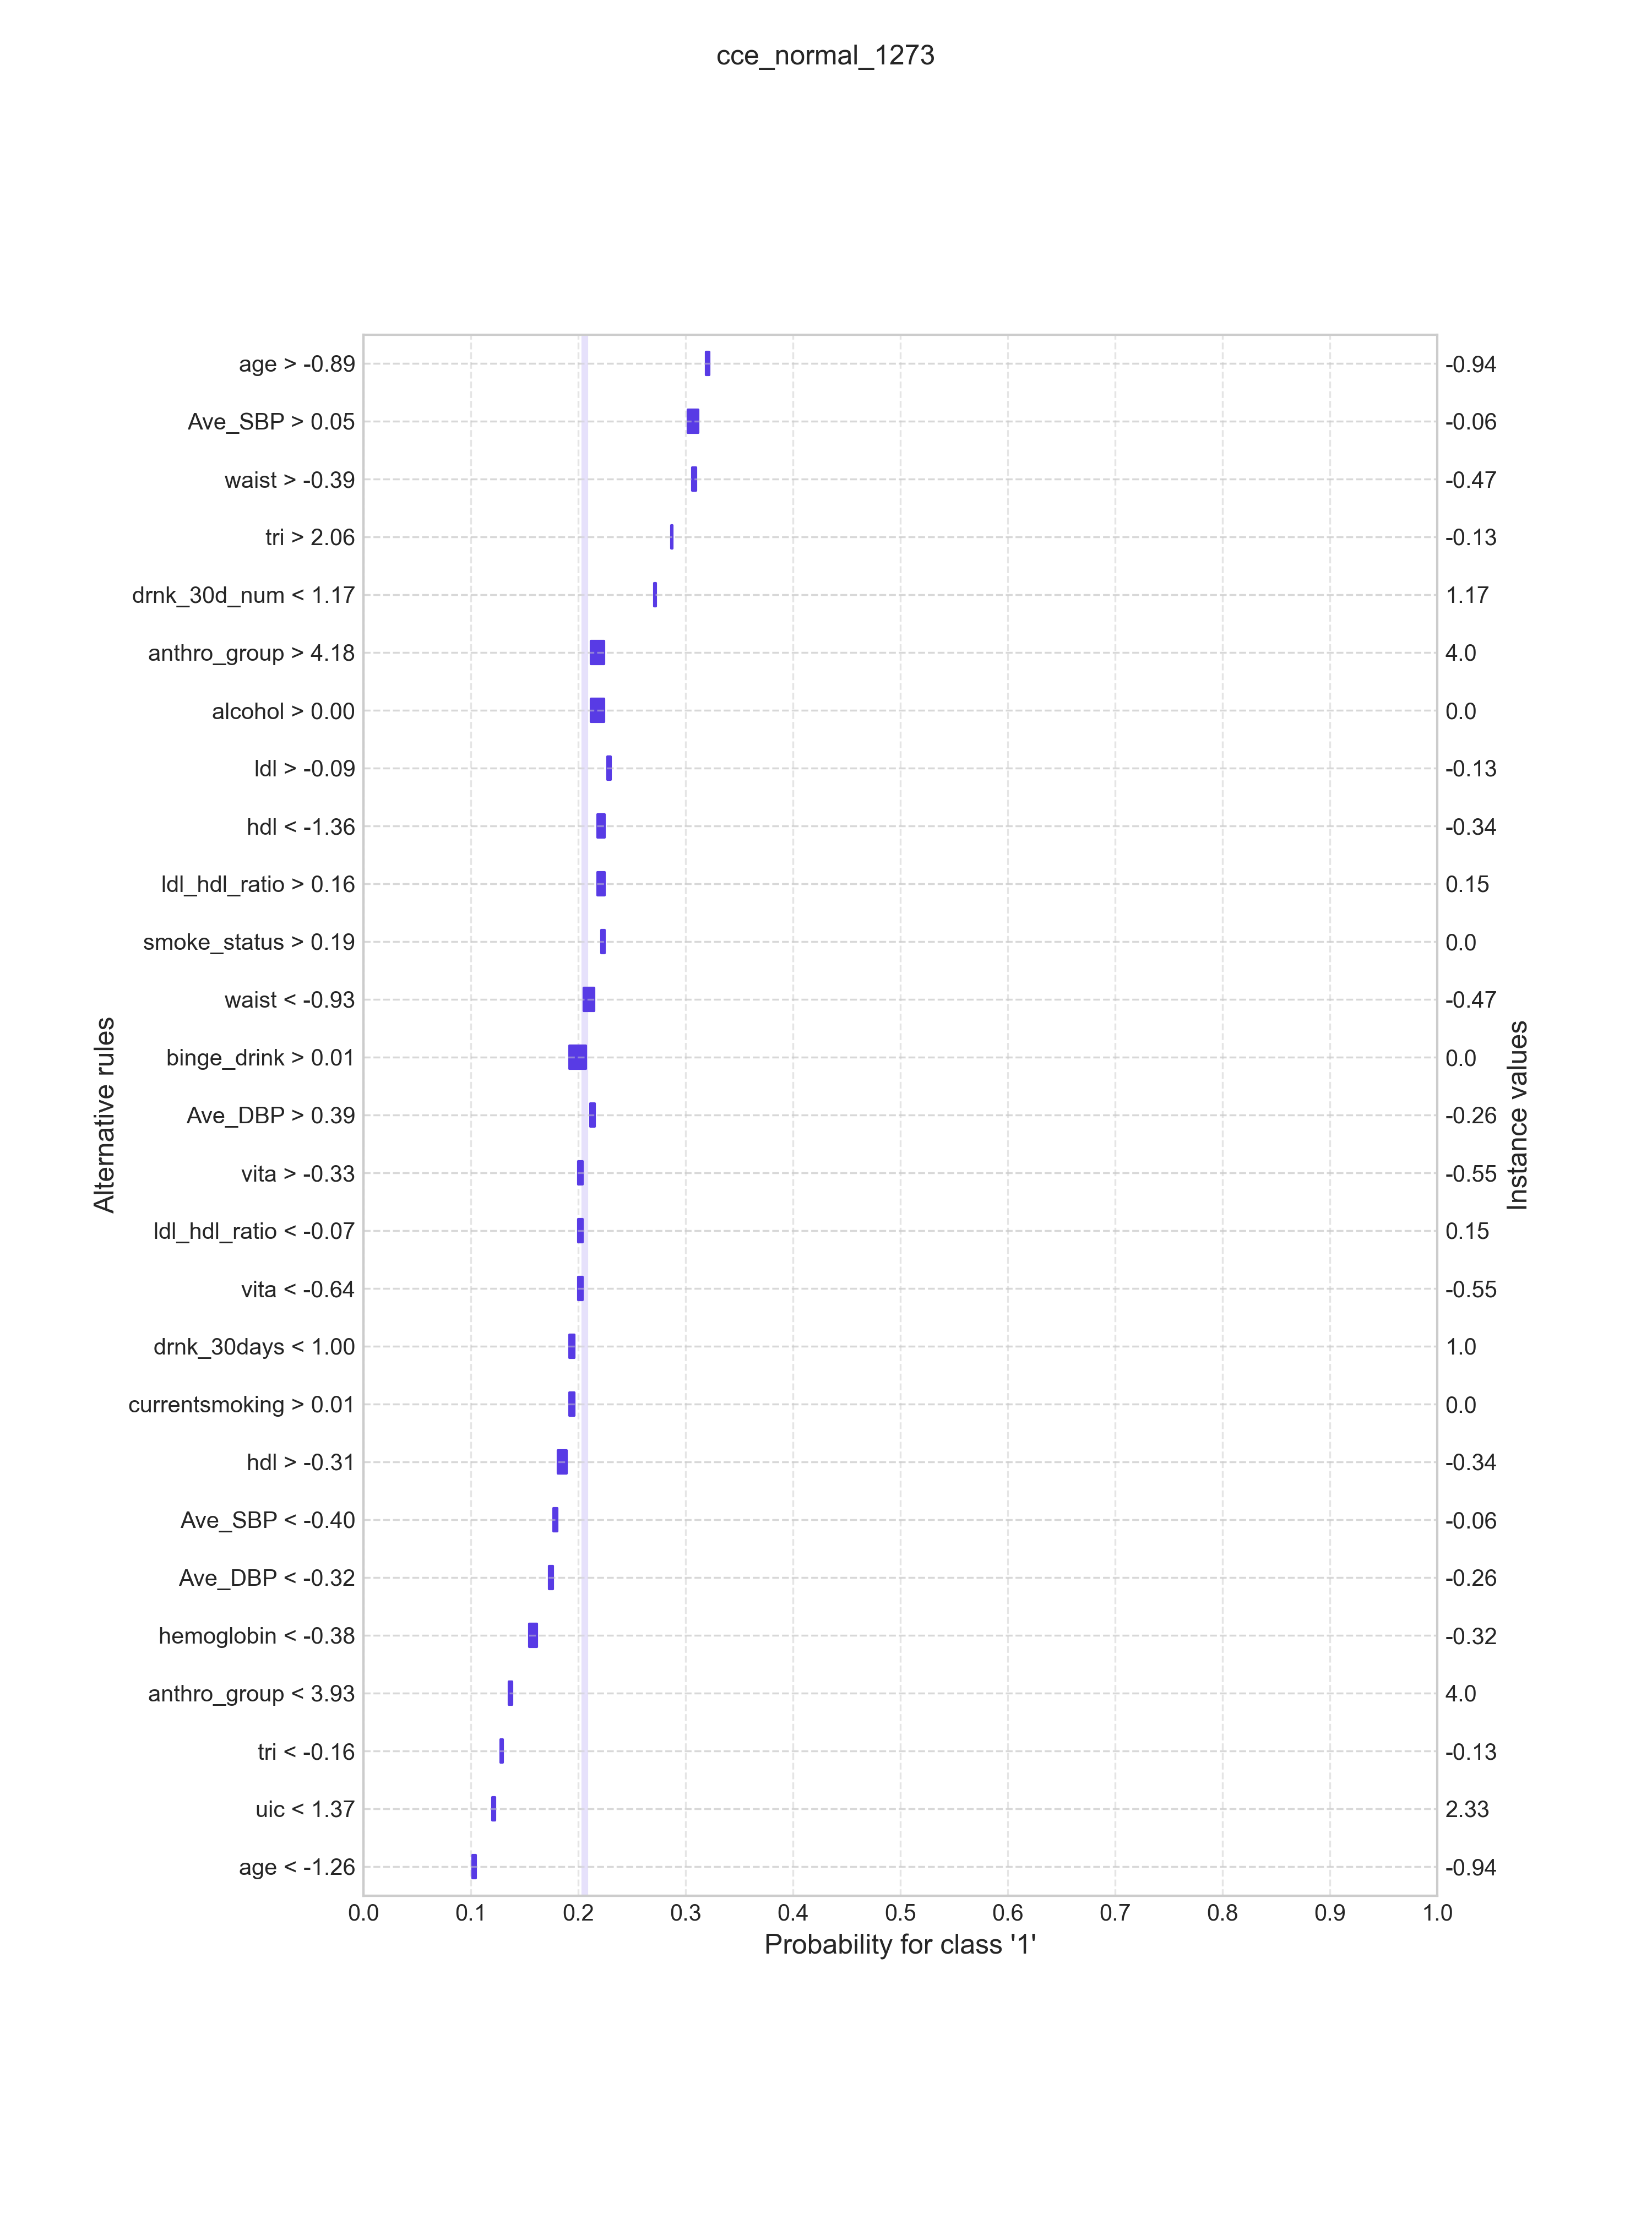 cce_normal_1273
age > -0.89 -0.94
Ave_SBP > 0.05 -0.06
waist > -0.39 -0.47
tri > 2.06 -0.13
drnk_30d_num < 1.17 1.17
anthro_group > 4.18 4.0
alcohol > 0.00 0.0
ldl > -0.09 -0.13
hdl < -1.36 -0.34
ldl_hdl_ratio > 0.16 0.15
smoke_status > 0.19 0.0
waist < -0.93 -0.47
binge_drink > 0.01 0.0
Ave_DBP > 0.39 -0.26
vita > -0.33 -0.55
ldl_hdl_ratio < -0.07 0.15
vita < -0.64 -0.55
drnk_30days < 1.00 1.0
currentsmoking > 0.01 0.0
hdl > -0.31 -0.34
Ave_SBP < -0.40 -0.06
Ave_DBP < -0.32 -0.26
hemoglobin < -0.38 -0.32
anthro_group < 3.93 4.0
tri < -0.16 -0.13
uic < 1.37 2.33
age < -1.26 -0.94
Alternative rules
Instance values
0.0 0.1 0.2 0.3 0.4 0.5 0.6 0.7 0.8 0.9 1.0
Probability for class '1'